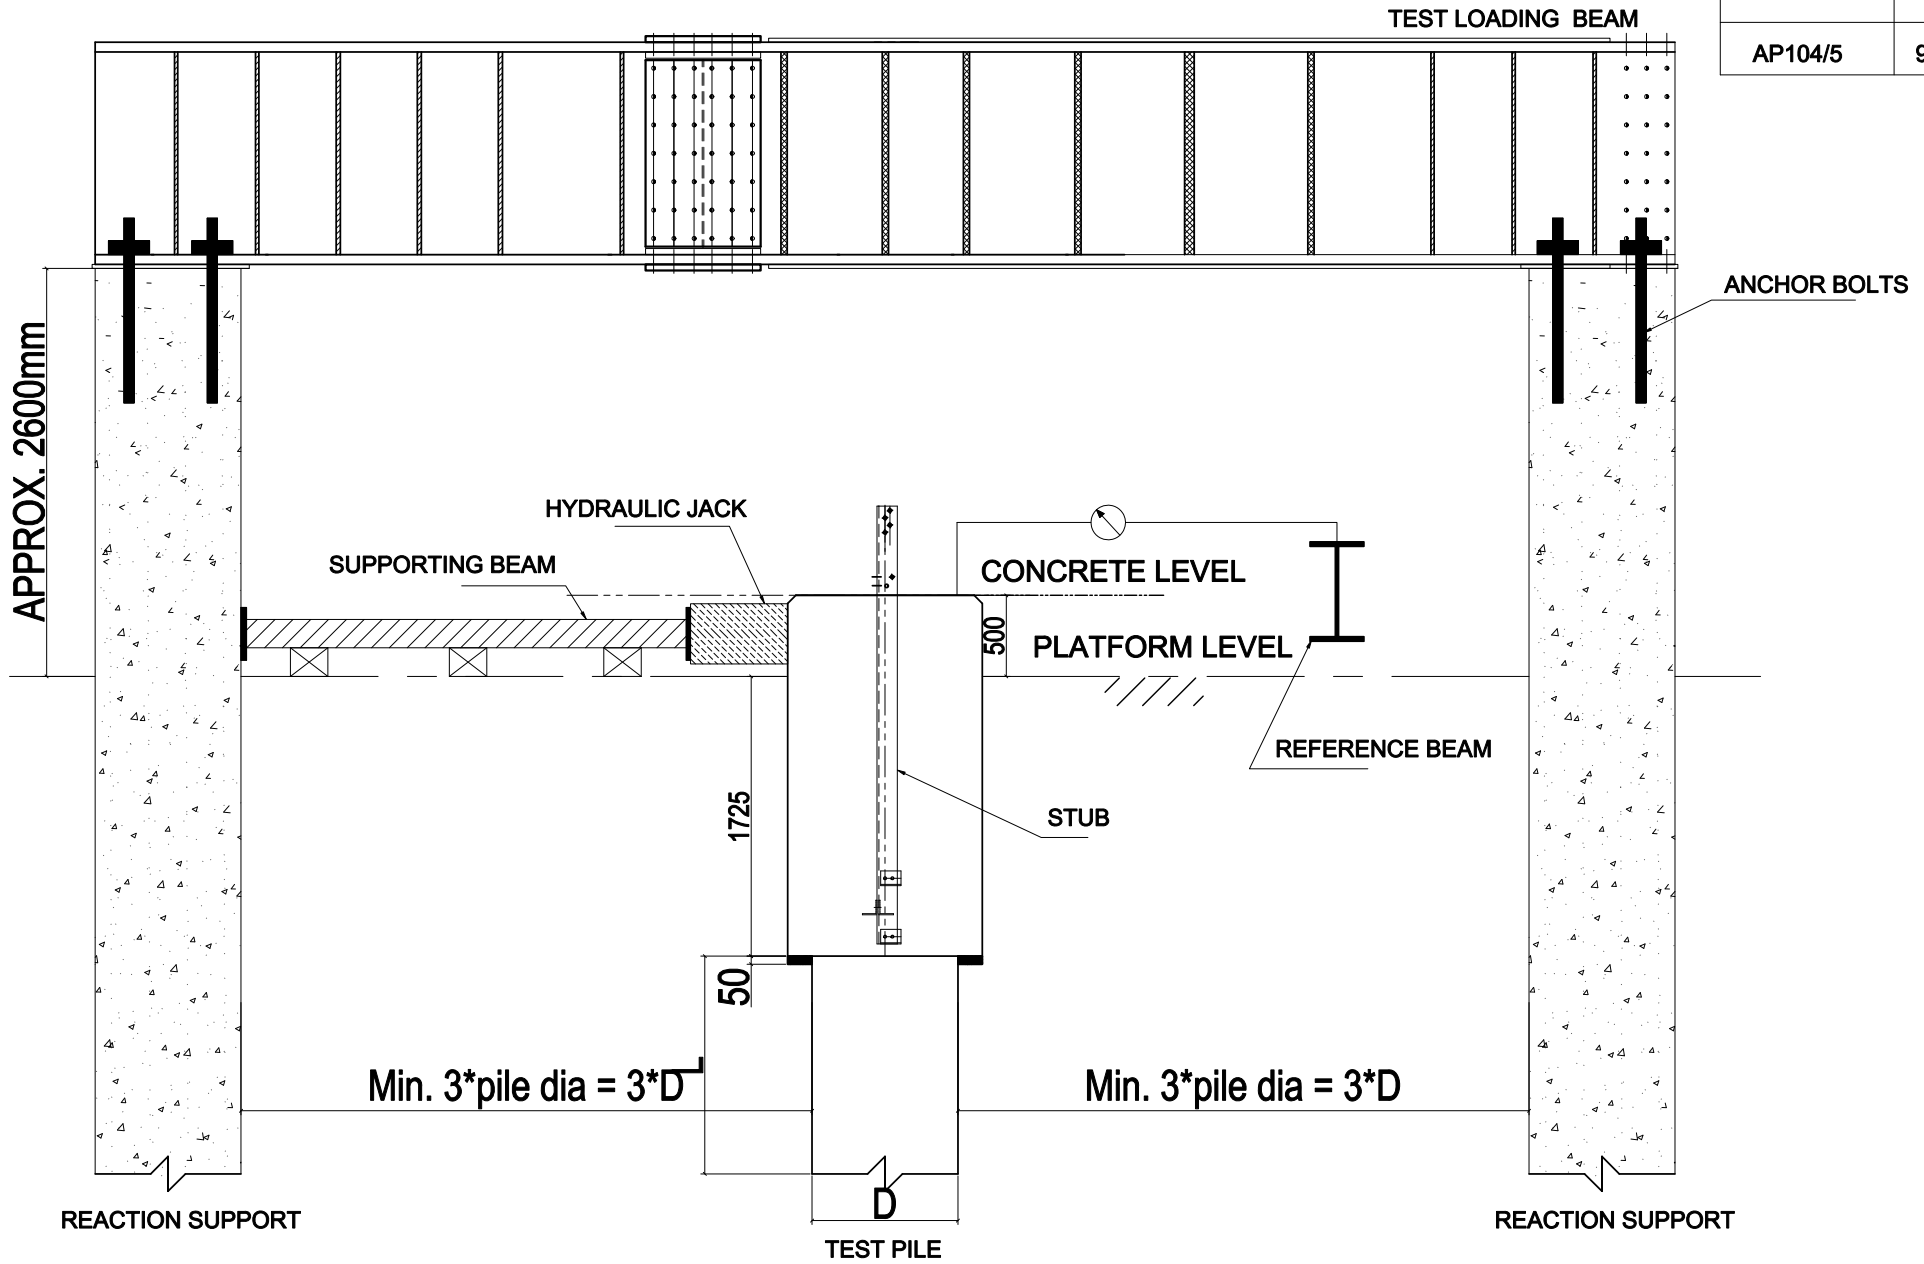 TEST LOADING BEAM
AP104/5
9
ANCHOR BOLTS
APPROX. 2600mm
HYDRAULIC JACK
SUPPORTING BEAM
CONCRETE LEVEL
500
PLATFORM LEVEL
REFERENCE BEAM
1725
STUB
50
L
Min. 3*pile dia = 3*D
Min. 3*pile dia = 3*D
D
REACTION SUPPORT
REACTION SUPPORT
TEST PILE